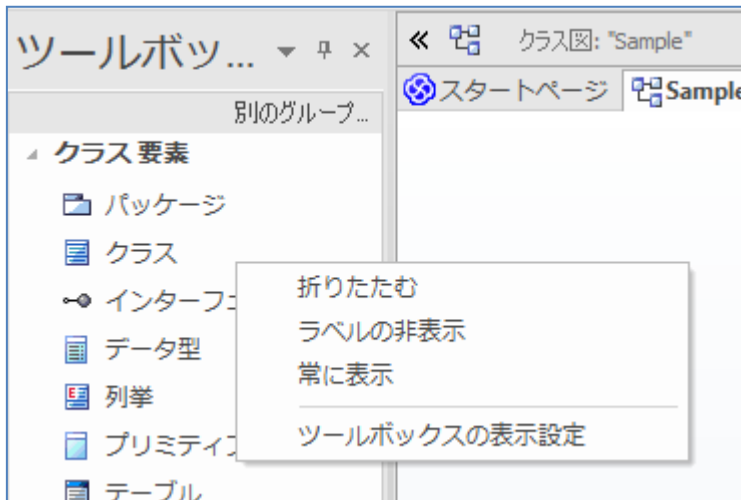 ツールボッ...
クラス図: "Sample"
スタートページ
Sample
別のグループ...
クラス 要素
パッケージ
クラス
インターフェ
データ型
列挙
プリミティブ
テーブル
折りたたむ
ラベルの非表示
常に表示
ツールボックスの表示設定